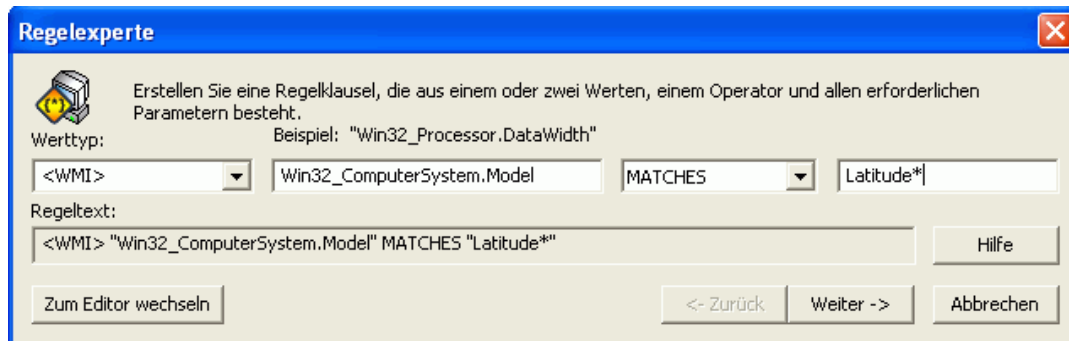 Regelexperte
Erstellen Sie eine Regelklausel, die aus einem oder zwei Werten, einem Operator und allen erforderlichen
Parametern besteht.
Werttyp: Beispiel: "Win32_Processor.DataWidth"
<WMI> Win32_ComputerSystem.Model MATCHES Latitude*
Regeltext:
<WMI> "Win32_ComputerSystem.Model" MATCHES "Latitude*" Hilfe
Zum Editor wechseln <- Zurück Weiter -> Abbrechen